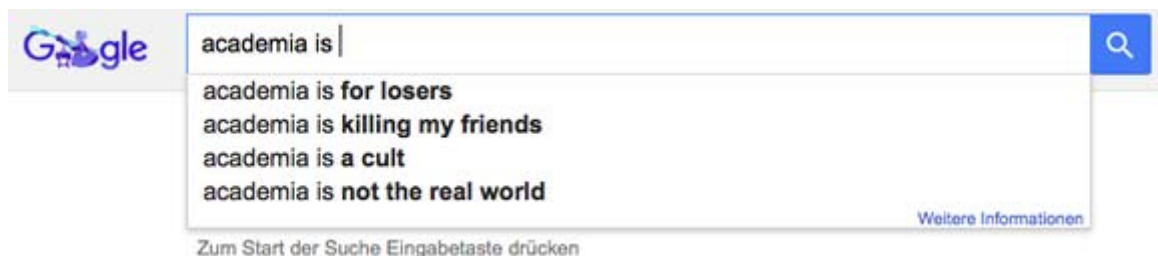 Google
academia is
academia is for losers
academia is killing my friends
academia is a cult
academia is not the real world
Weitere Informationen
Zum Start der Suche Eingabetaste drücken